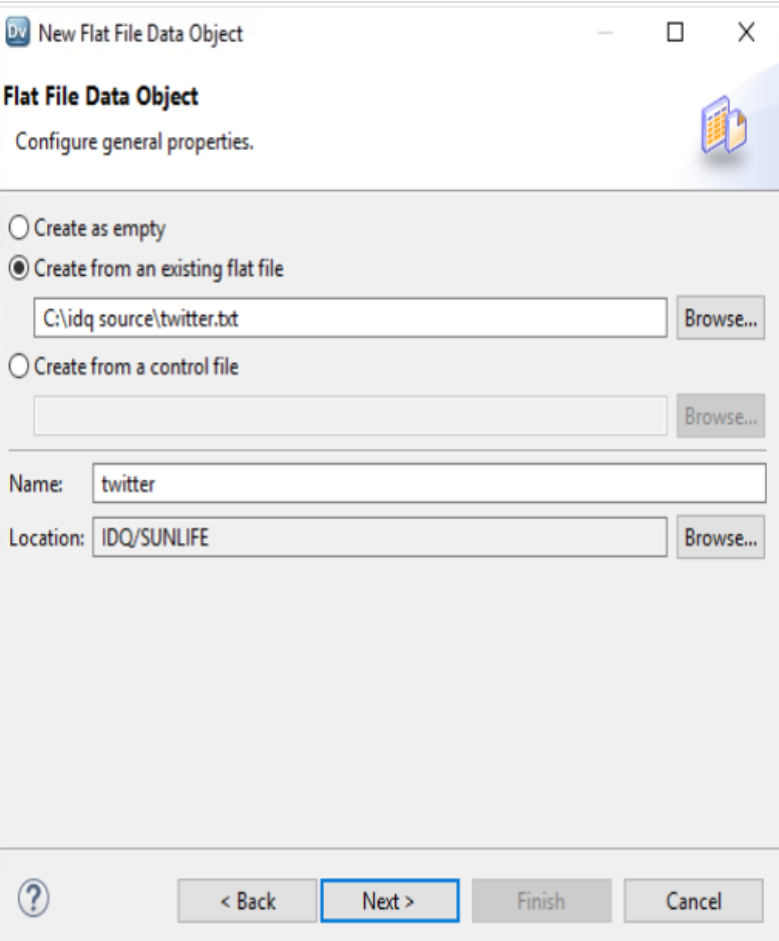 Dv New Flat File Data Object
Flat File Data Object
Configure general properties.
Create as empty
Create from an existing flat file
C:\idq source\twitter.txt Browse...
Create from a control file
Browse...
Name: twitter
Location: IDQ/SUNLIFE Browse...
? < Back Next > Finish Cancel